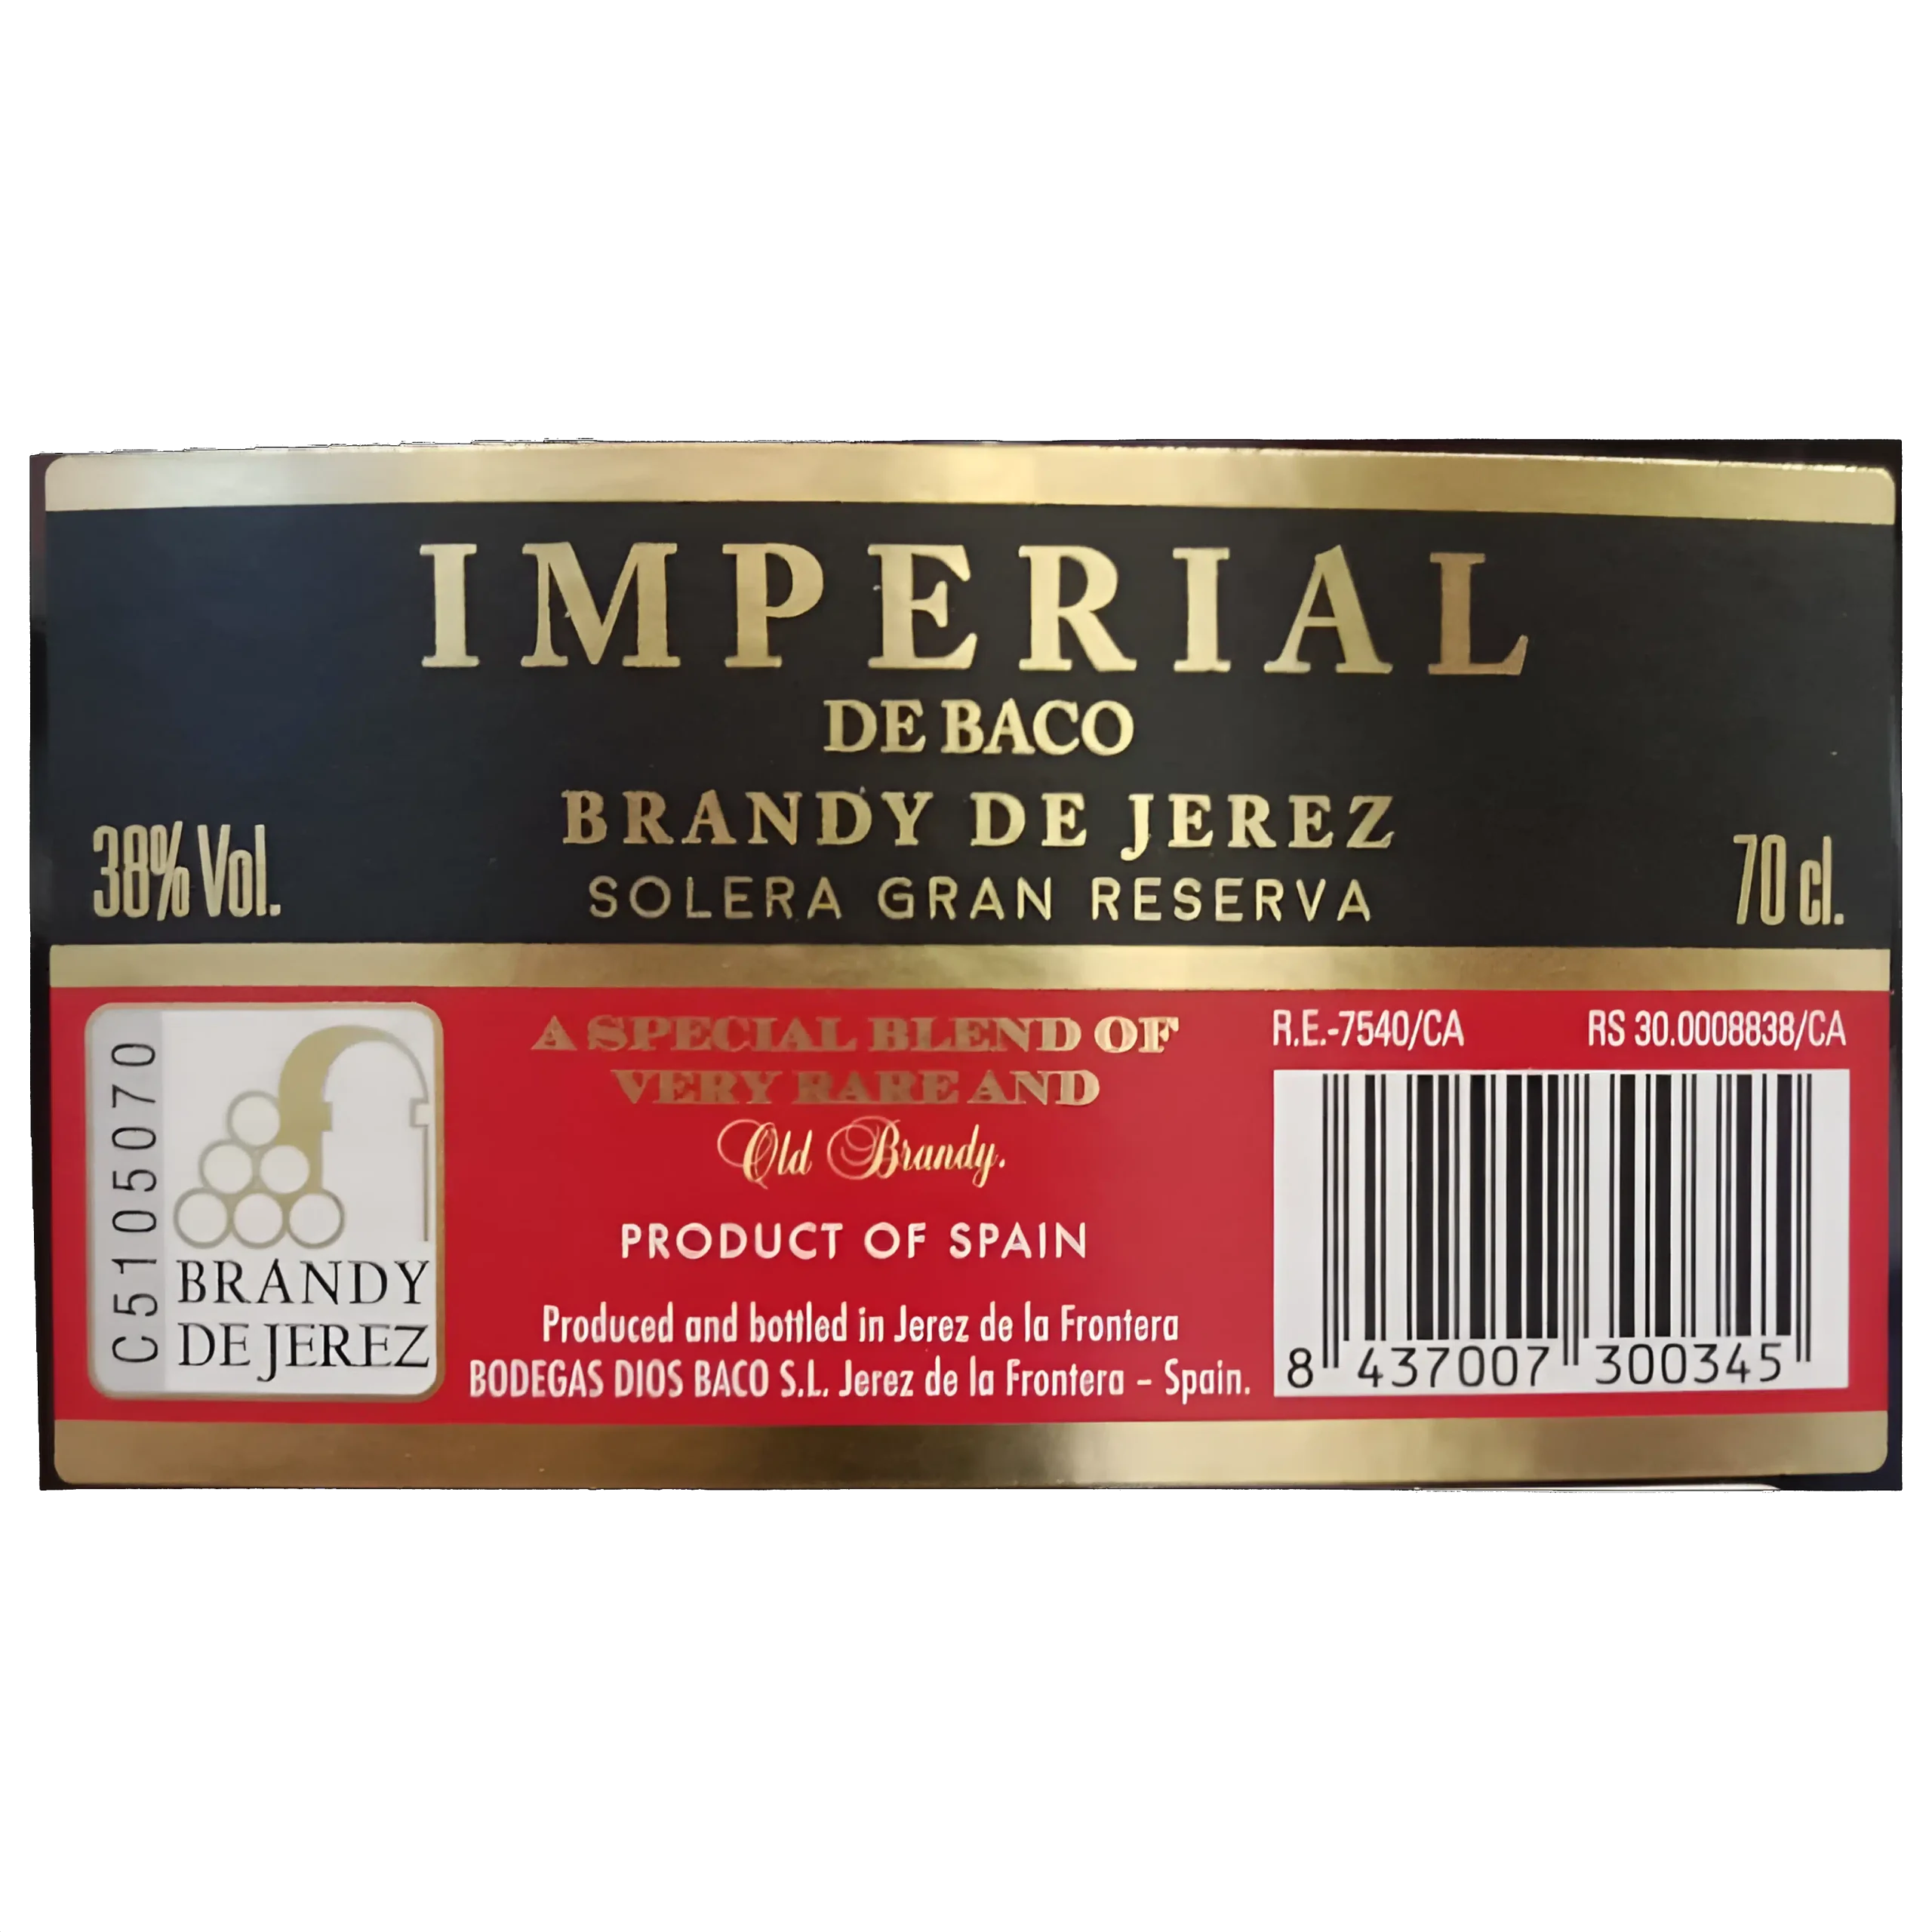 IMPERIAL
DE BACO
BRANDY DE JEREZ
SOLERA GRAN RESERVA
38% Vol.
70 cl.
C5105070
BRANDY
DE JEREZ
A SPECIAL BLEND OF
VERY RARE AND
Old Brandy.
PRODUCT OF SPAIN
Produced and bottled in Jerez de la Frontera
BODEGAS DIOS BACO S.L. Jerez de la Frontera – Spain.
R.E.-7540/CA
RS 30.0008838/CA
8 437007 300345